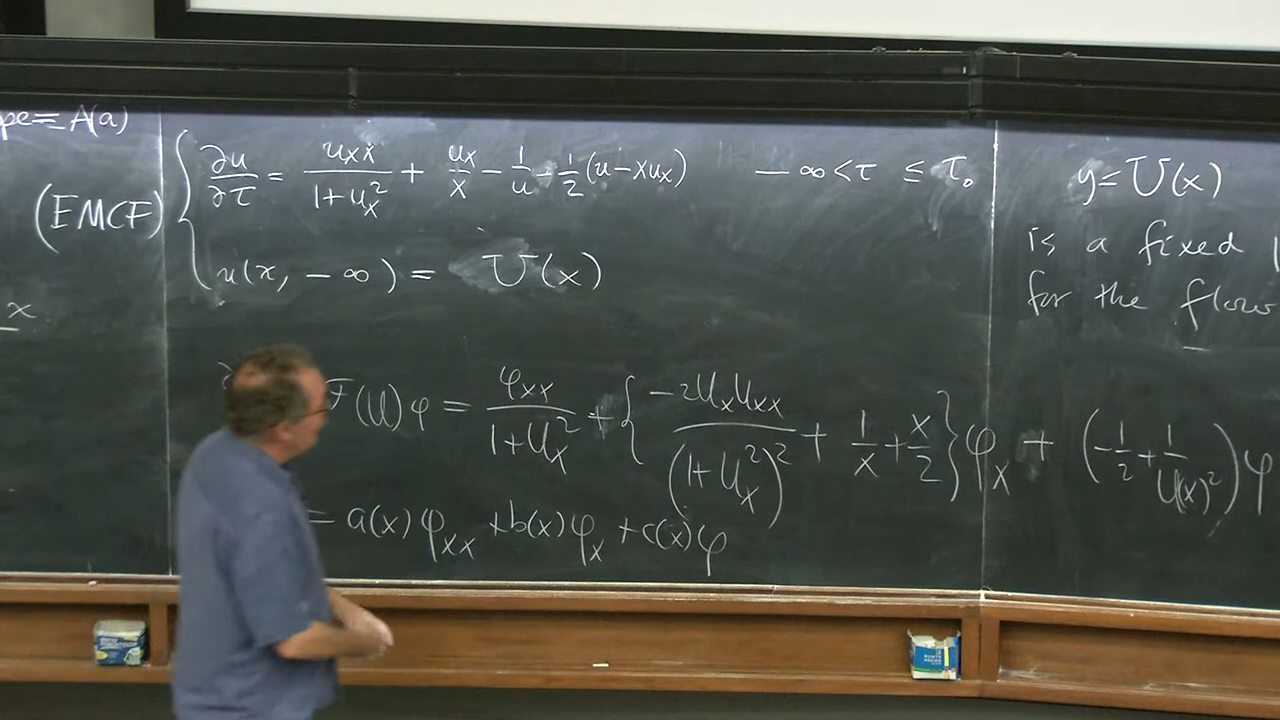 pe = A(a)
(EMCF) { ∂u/∂τ = u_xx/(1+u_x^2) + u_x/x − 1/u + 1/2 (u − x u_x)   −∞ < τ ≤ τ_0
u(x, −∞) = U(x)
x
F(U)φ = φ_xx/(1+U_x^2) + { −2U_xU_xx/(1+U_x^2)^2 + 1/x + x/2 } φ_x + (−1/2 + 1/U(x)^2) φ
= a(x)φ_xx + b(x)φ_x + c(x)φ
y = U(x)
is a fixed
for the flow